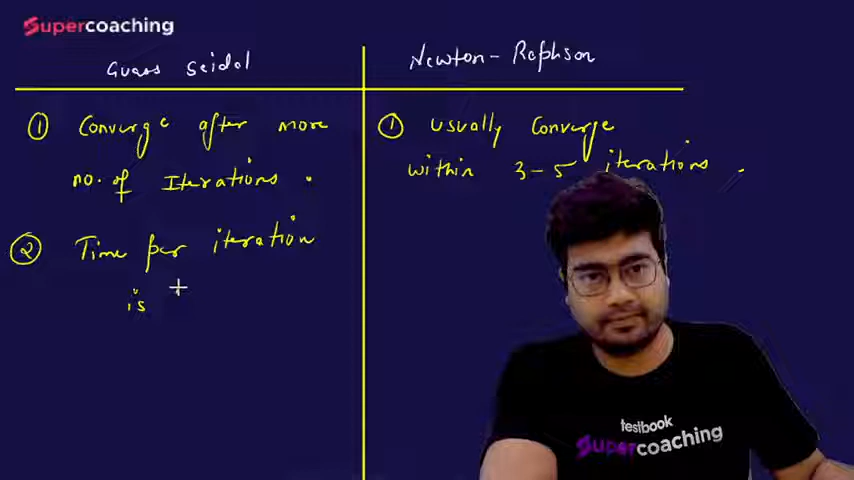 Supercoaching
Guass Seidal
Newton-Raphson
① Converge after more
no. of Iterations.
② Time per iteration
is
① usually Converge
within 3-5 iterations.
testbook
Supercoaching